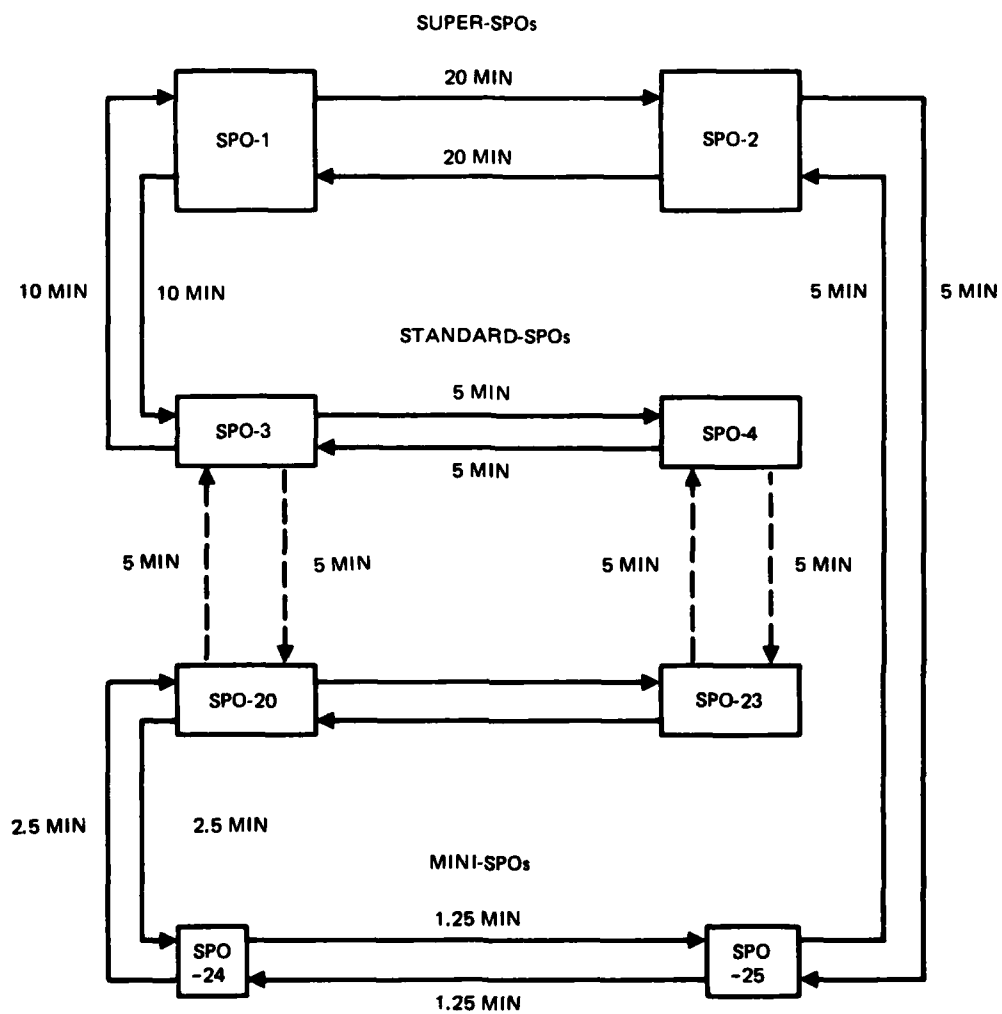 SUPER-SPOs
20 MIN
SPO-1
SPO-2
20 MIN
10 MIN
10 MIN
5 MIN
5 MIN
STANDARD-SPOs
5 MIN
SPO-3
SPO-4
5 MIN
5 MIN
5 MIN
5 MIN
5 MIN
SPO-20
SPO-23
2.5 MIN
2.5 MIN
MINI-SPOs
1.25 MIN
SPO
-24
SPO
-25
1.25 MIN